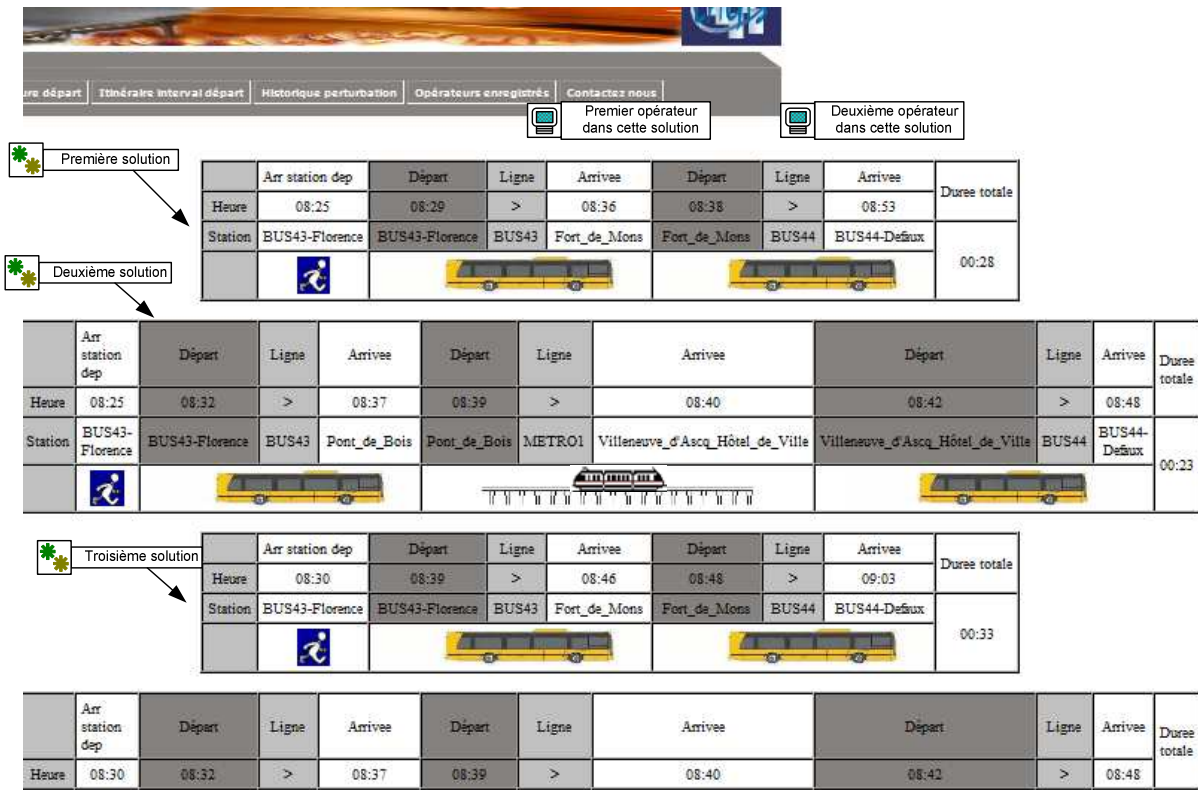 ure départ Itinéraire interval départ Historique perturbation Opérateurs enregistrés Contactez nous
Premier opérateur
dans cette solution
Deuxième opérateur
dans cette solution
Première solution
Arr station dep Départ Ligne Arrivee Départ Ligne Arrivee Duree totale
Heure 08:25 08:29 > 08:36 08:38 > 08:53
Station BUS43-Florence BUS43-Florence BUS43 Fort_de_Mons Fort_de_Mons BUS44 BUS44-Defaux
00:28
Deuxième solution
Arr
station
dep
Départ Ligne Arrivee Départ Ligne Arrivee Départ Ligne Arrivee Duree
totale
Heure 08:25 08:32 > 08:37 08:39 > 08:40 08:42 > 08:48
Station BUS43-
Florence
BUS43-Florence BUS43 Pont_de_Bois Pont_de_Bois METRO1 Villeneuve_d'Ascq_Hôtel_de_Ville Villeneuve_d'Ascq_Hôtel_de_Ville BUS44 BUS44-
Defaux
00:23
Troisième solution
Arr station dep Départ Ligne Arrivee Départ Ligne Arrivee Duree totale
Heure 08:30 08:39 > 08:46 08:48 > 09:03
Station BUS43-Florence BUS43-Florence BUS43 Fort_de_Mons Fort_de_Mons BUS44 BUS44-Defaux
00:33
Arr
station
dep
Départ Ligne Arrivee Départ Ligne Arrivee Départ Ligne Arrivee Duree
totale
Heure 08:30 08:32 > 08:37 08:39 > 08:40 08:42 > 08:48